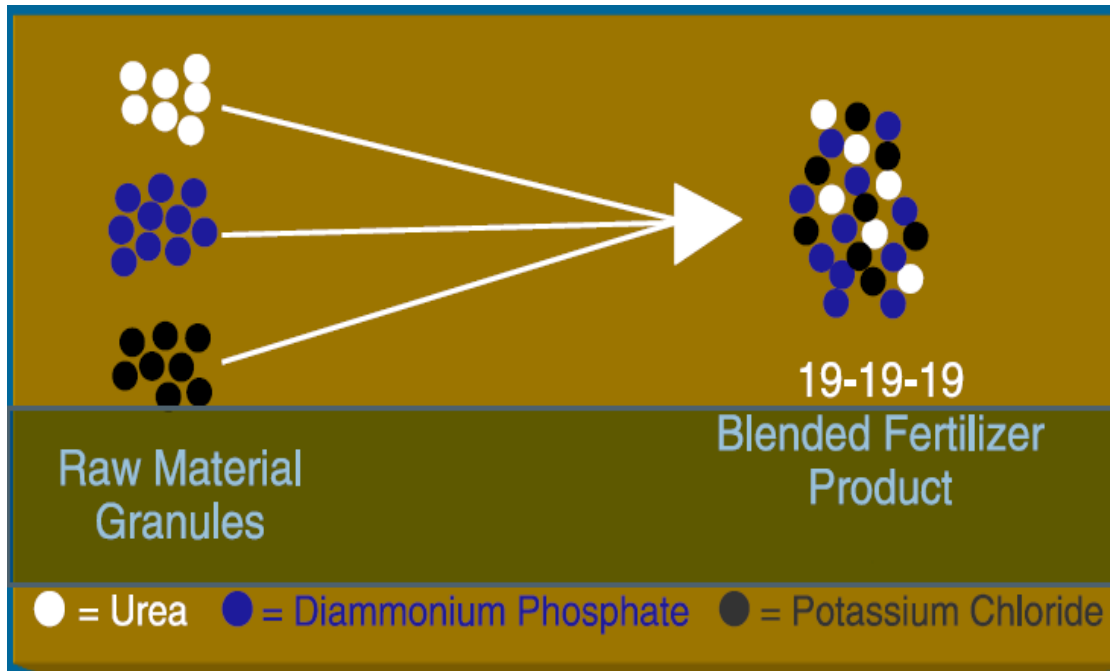 19-19-19
Blended Fertilizer
Product
Raw Material
Granules
= Urea = Diammonium Phosphate = Potassium Chloride